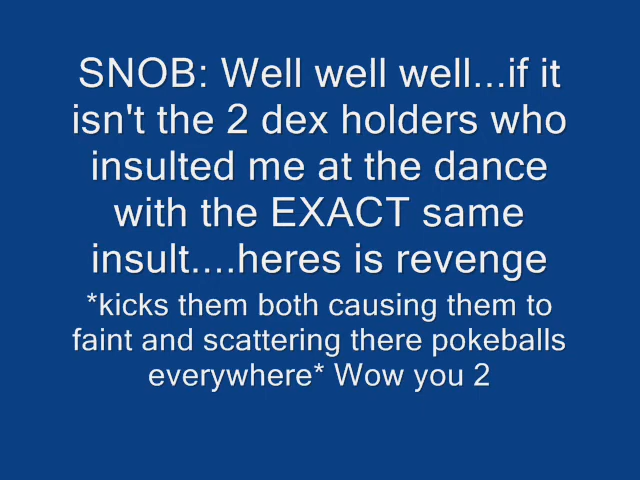 SNOB: Well well well...if it
isn't the 2 dex holders who
insulted me at the dance
with the EXACT same
insult....heres is revenge
*kicks them both causing them to
faint and scattering there pokeballs
everywhere* Wow you 2